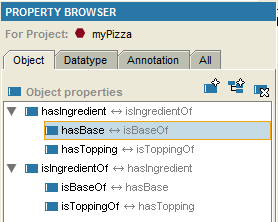 PROPERTY BROWSER
For Project: myPizza
Object Datatype Annotation All
Object properties
hasIngredient ↔ isIngredientOf
hasBase ↔ isBaseOf
hasTopping ↔ isToppingOf
isIngredientOf ↔ hasIngredient
isBaseOf ↔ hasBase
isToppingOf ↔ hasTopping